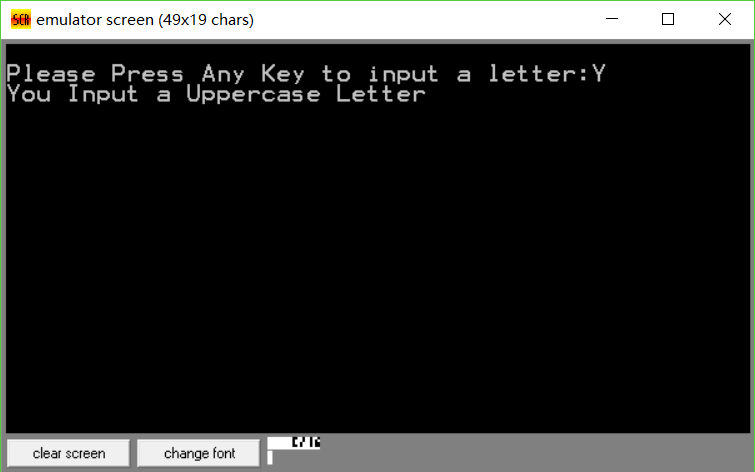 emulator screen (49x19 chars)
Please Press Any Key to input a letter:Y
You Input a Uppercase Letter
clear screen
change font